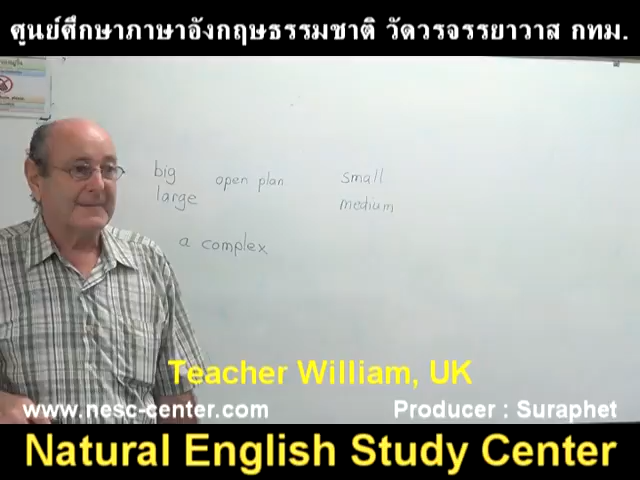 ศูนย์ศึกษาภาษาอังกฤษธรรมชาติ วัดวรจรรยาวาส กทม.
big open plan small
large medium
a complex
Teacher William, UK
www.nesc-center.com Producer : Suraphet
Natural English Study Center